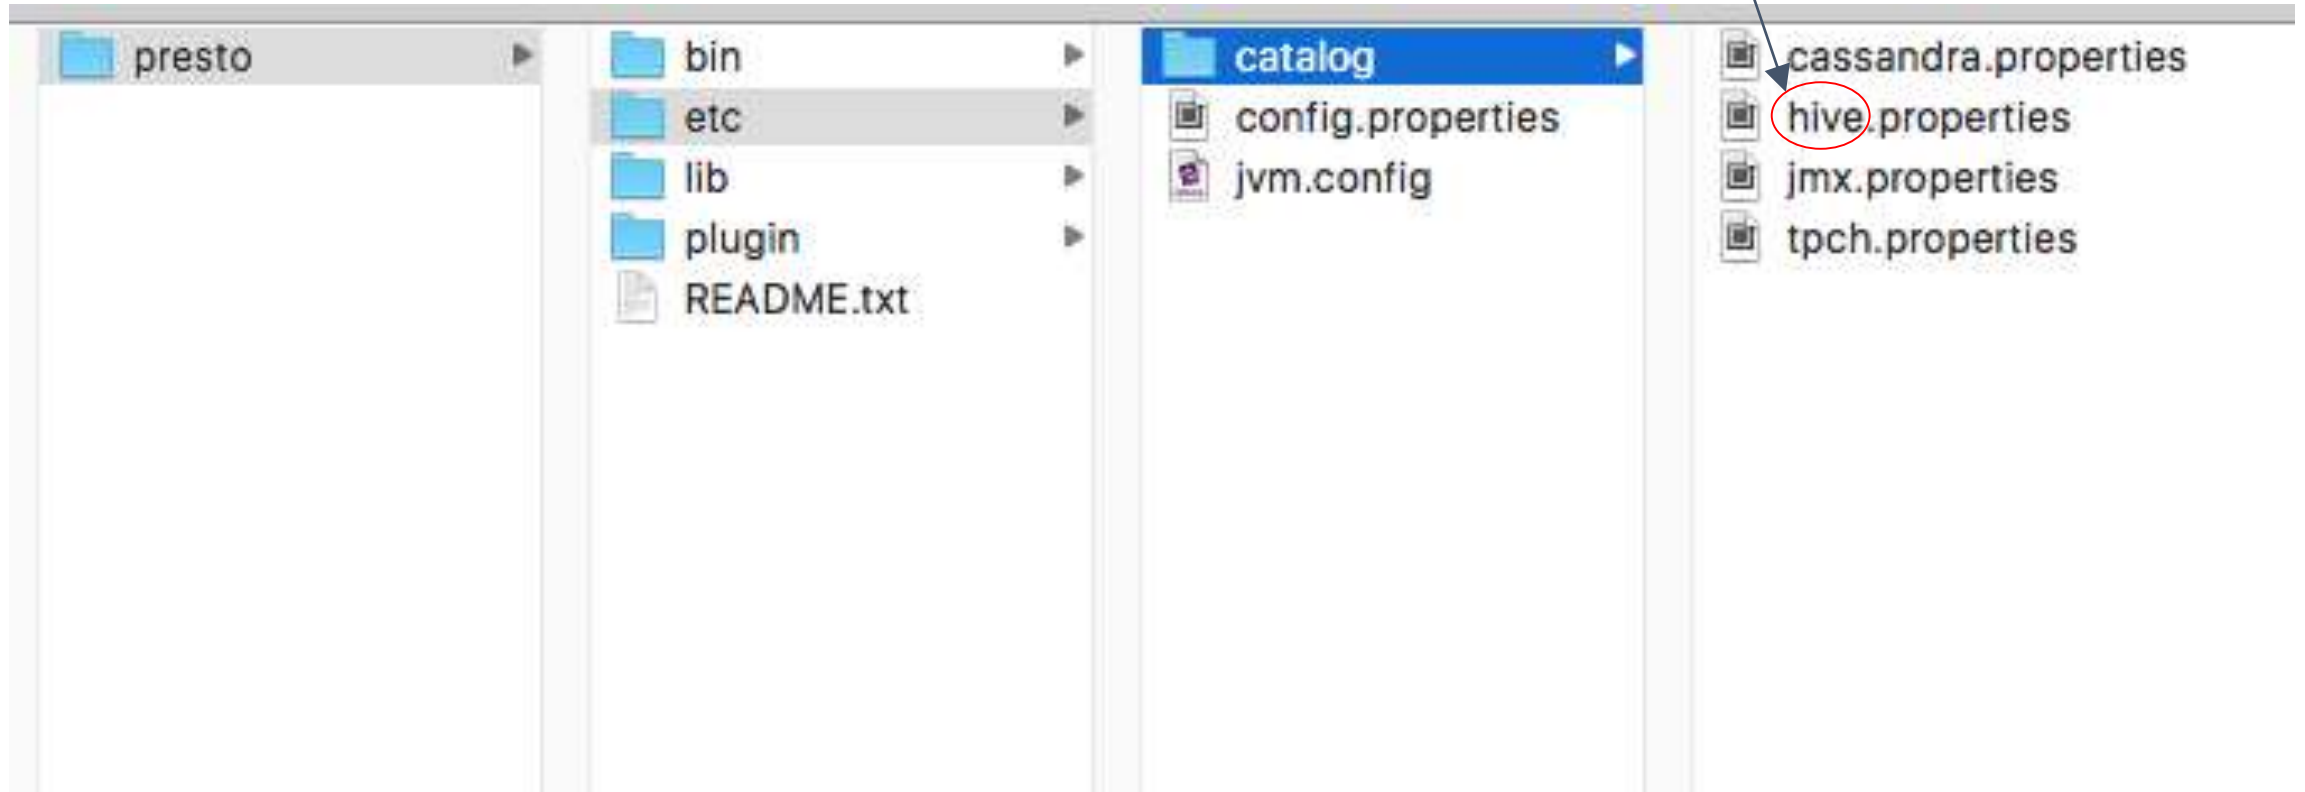 presto
bin
etc
lib
plugin
README.txt
catalog
config.properties
jvm.config
cassandra.properties
hive.properties
jmx.properties
tpch.properties